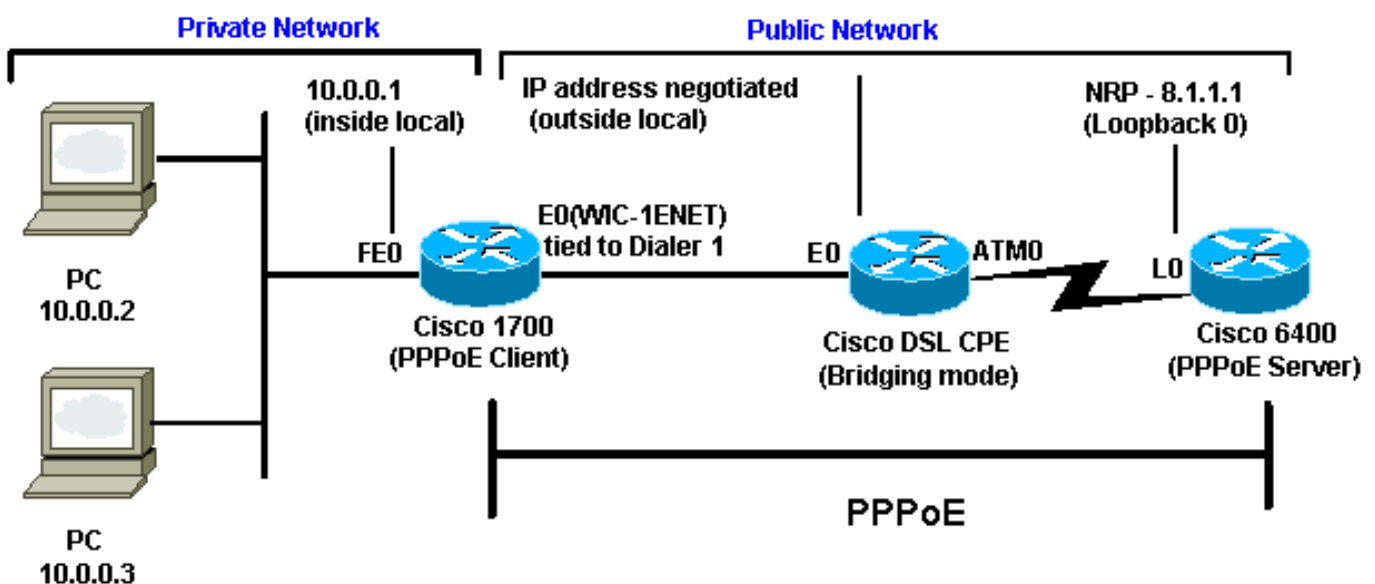 Private Network
Public Network
10.0.0.1
(inside local)
IP address negotiated
(outside local)
NRP - 8.1.1.1
(Loopback 0)
E0(WIC-1ENET)
tied to Dialer 1
FE0
E0
ATM0
L0
PC
10.0.0.2
Cisco 1700
(PPPoE Client)
Cisco DSL CPE
(Bridging mode)
Cisco 6400
(PPPoE Server)
PPPoE
PC
10.0.0.3